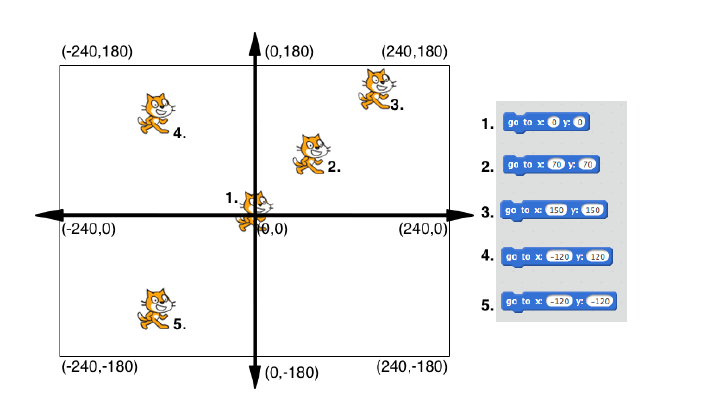 (-240,180) (0,180) (240,180)
3.
4.
2.
1.
(-240,0) (0,0) (240,0)
5.
(-240,-180) (0,-180) (240,-180)
1. go to x: 0 y: 0
2. go to x: 70 y: 70
3. go to x: 150 y: 150
4. go to x: -120 y: 120
5. go to x: -120 y: -120